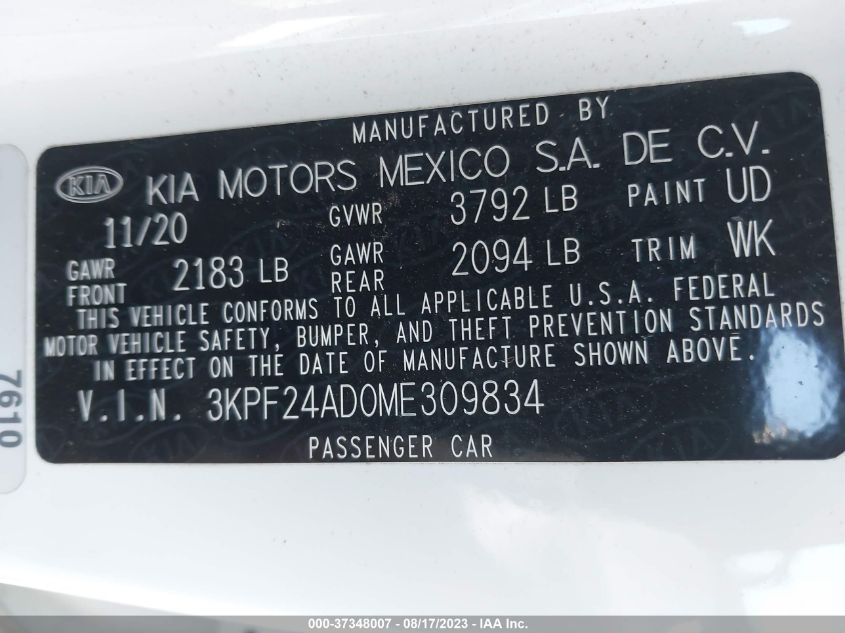 MANUFACTURED BY
KIA KIA MOTORS MEXICO S.A. DE C.V.
11/20 GVWR 3792 LB PAINT UD
GAWR FRONT 2183 LB GAWR REAR 2094 LB TRIM WK
THIS VEHICLE CONFORMS TO ALL APPLICABLE U.S.A. FEDERAL
MOTOR VEHICLE SAFETY, BUMPER, AND THEFT PREVENTION STANDARDS
IN EFFECT ON THE DATE OF MANUFACTURE SHOWN ABOVE.
V.I.N. 3KPF24AD0ME309834
PASSENGER CAR
7610
000-37348007 - 08/17/2023 - IAA Inc.